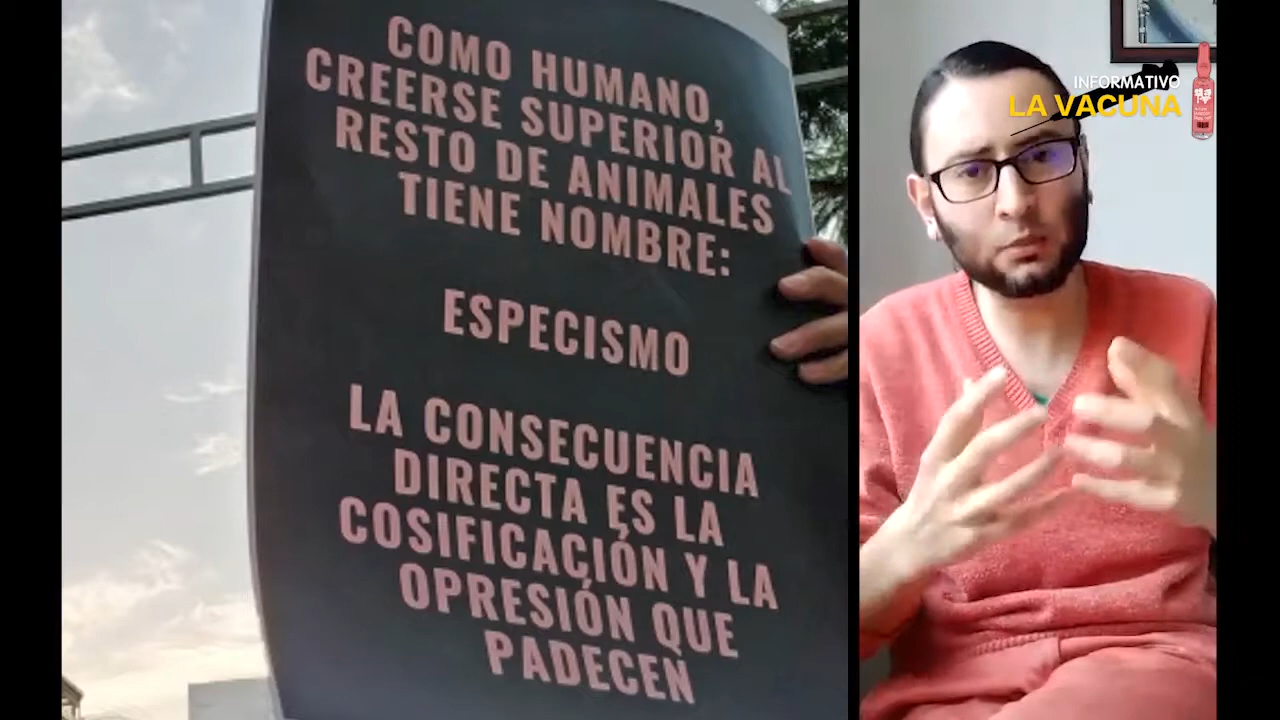 COMO HUMANO,
CREERSE SUPERIOR AL
RESTO DE ANIMALES
TIENE NOMBRE:
ESPECISMO
LA CONSECUENCIA
DIRECTA ES LA
COSIFICACIÓN Y LA
OPRESIÓN QUE
PADECEN
INFORMATIVO
LA VACUNA